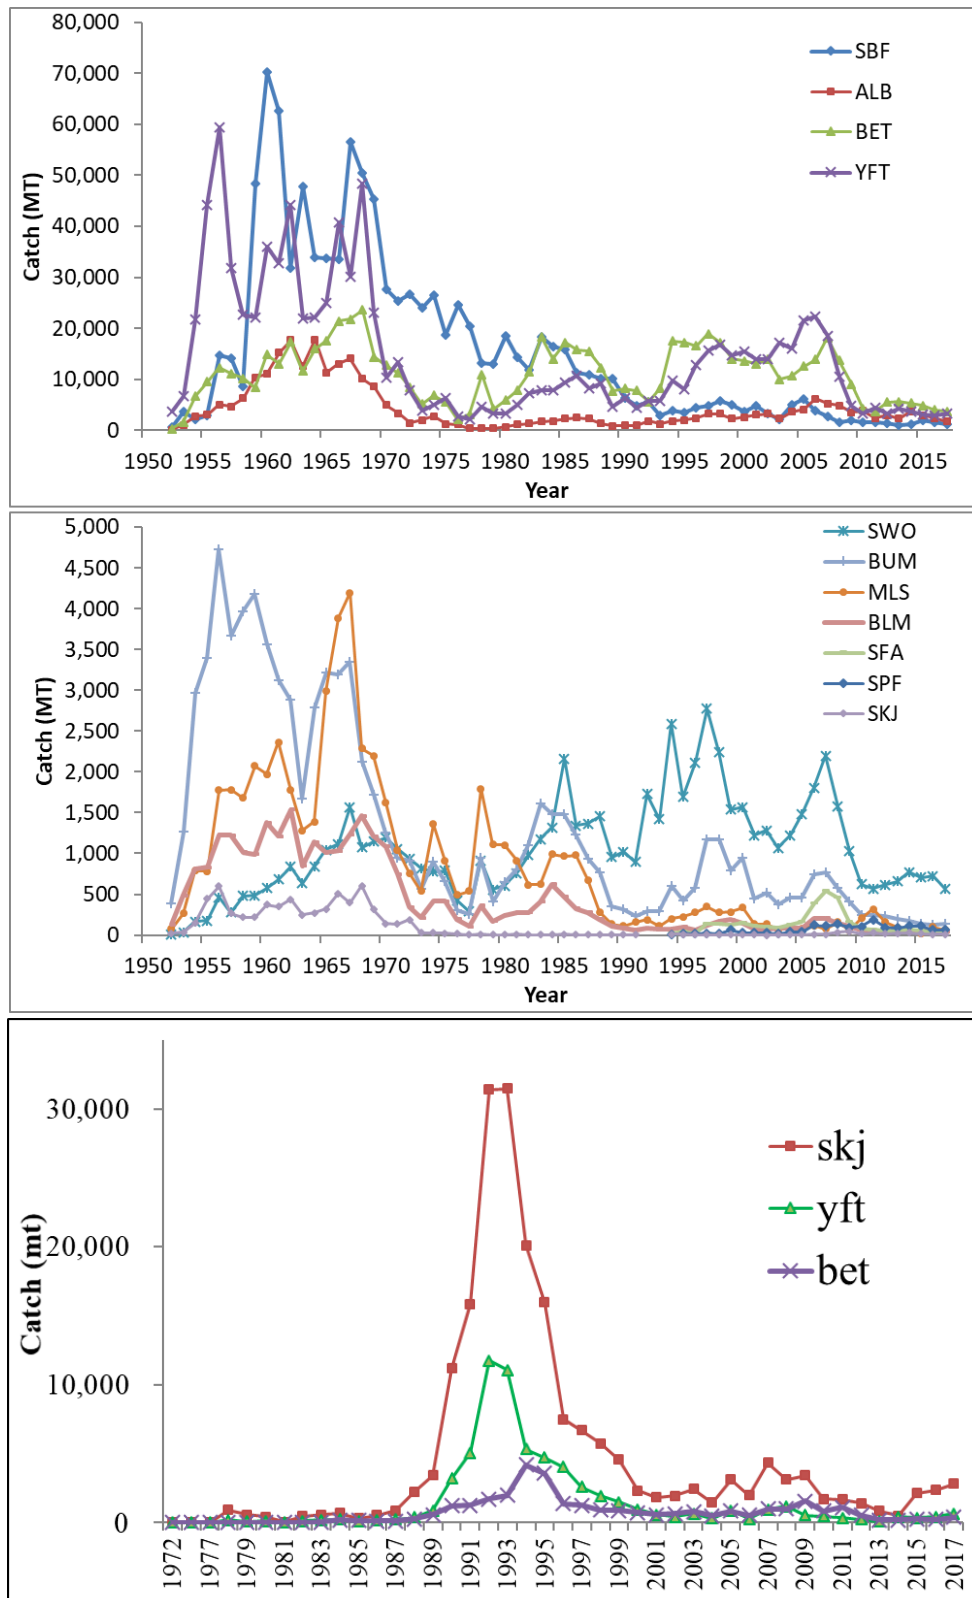 80,000
70,000
60,000
50,000
40,000
30,000
20,000
10,000
0
Catch (MT)
SBF
ALB
BET
YFT
1950 1955 1960 1965 1970 1975 1980 1985 1990 1995 2000 2005 2010 2015
Year
5,000
4,500
4,000
3,500
3,000
2,500
2,000
1,500
1,000
500
0
Catch (MT)
SWO
BUM
MLS
BLM
SFA
SPF
SKJ
1950 1955 1960 1965 1970 1975 1980 1985 1990 1995 2000 2005 2010 2015
Year
30,000
20,000
10,000
0
Catch (mt)
skj
yft
bet
1972 1977 1979 1981 1983 1985 1987 1989 1991 1993 1995 1997 1999 2001 2003 2005 2007 2009 2011 2013 2015 2017